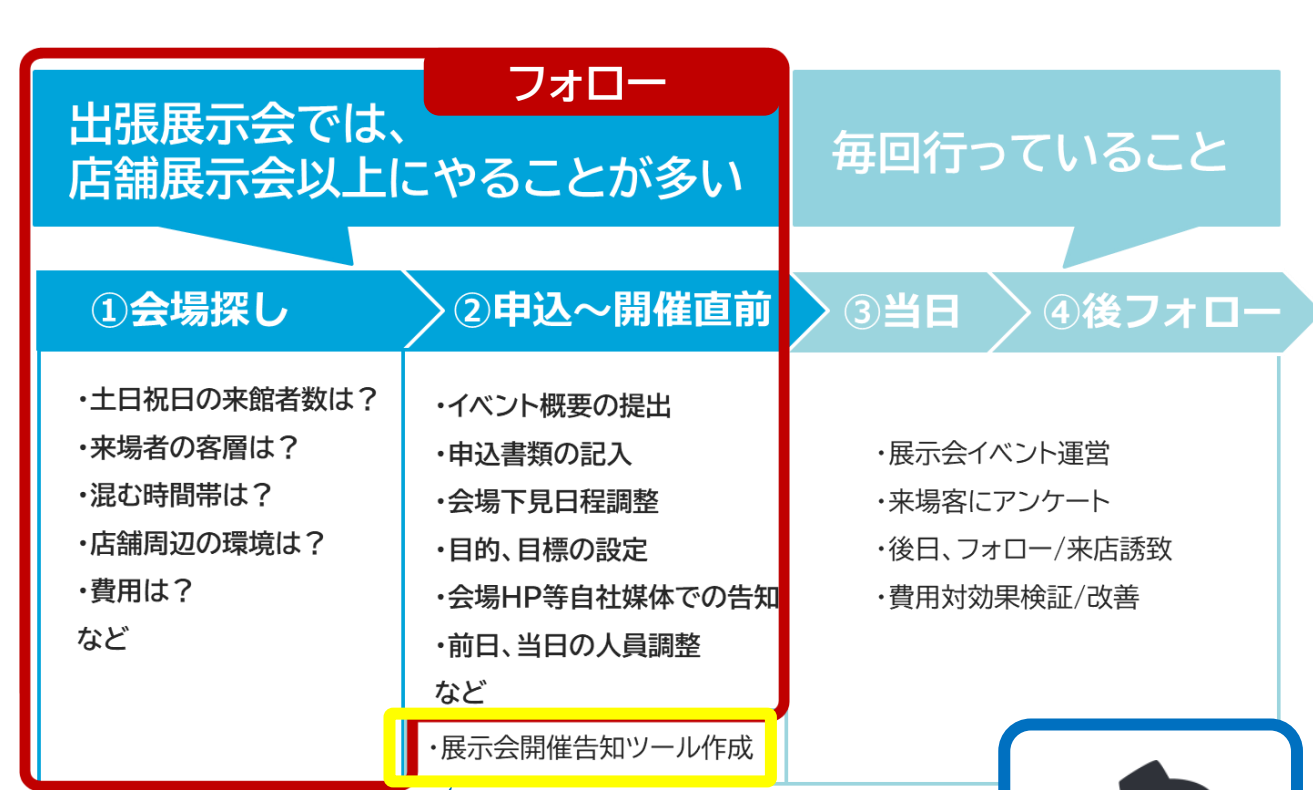 フォロー
出張展示会では、
店舗展示会以上にやることが多い
毎回行っていること
①会場探し
②申込～開催直前
③当日
④後フォロー
・土日祝日の来館者数は？
・来場者の客層は？
・混む時間帯は？
・店舗周辺の環境は？
・費用は？
など
・イベント概要の提出
・申込書類の記入
・会場下見日程調整
・目的、目標の設定
・会場HP等自社媒体での告知
・前日、当日の人員調整
など
・展示会開催告知ツール作成
・展示会イベント運営
・来場客にアンケート
・後日、フォロー/来店誘致
・費用対効果検証/改善